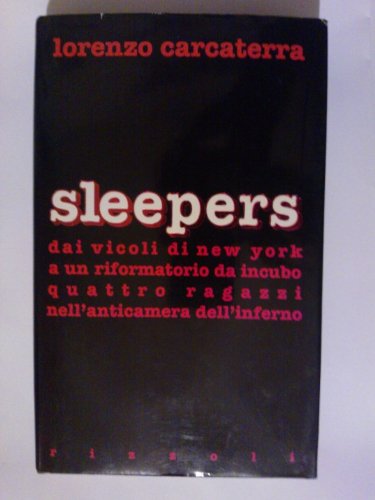 lorenzo carcaterra
sleepers
dai vicoli di new york
a un riformatorio da incubo
quattro ragazzi
nell'anticamera dell'inferno
rizzoli